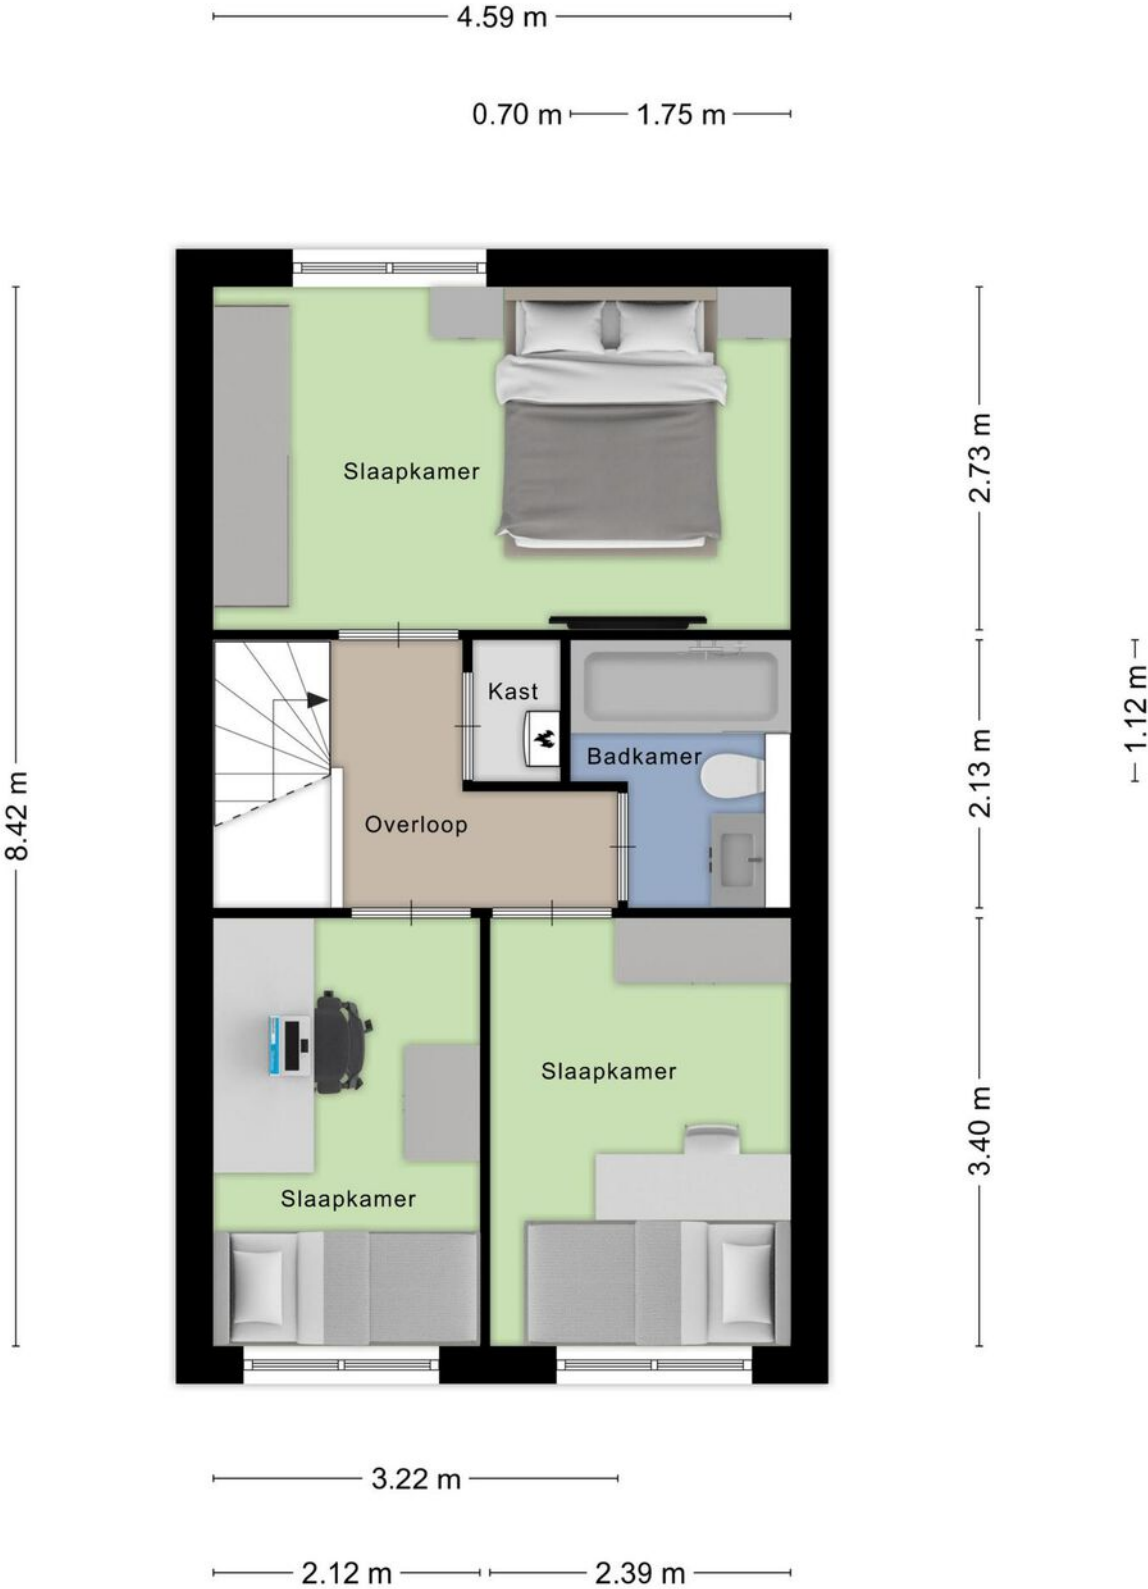 4.59 m
0.70 m
1.75 m
Slaapkamer
2.73 m
Kast
1.12 m
Badkamer
2.13 m
8.42 m
Overloop
Slaapkamer
3.40 m
Slaapkamer
3.22 m
2.12 m
2.39 m